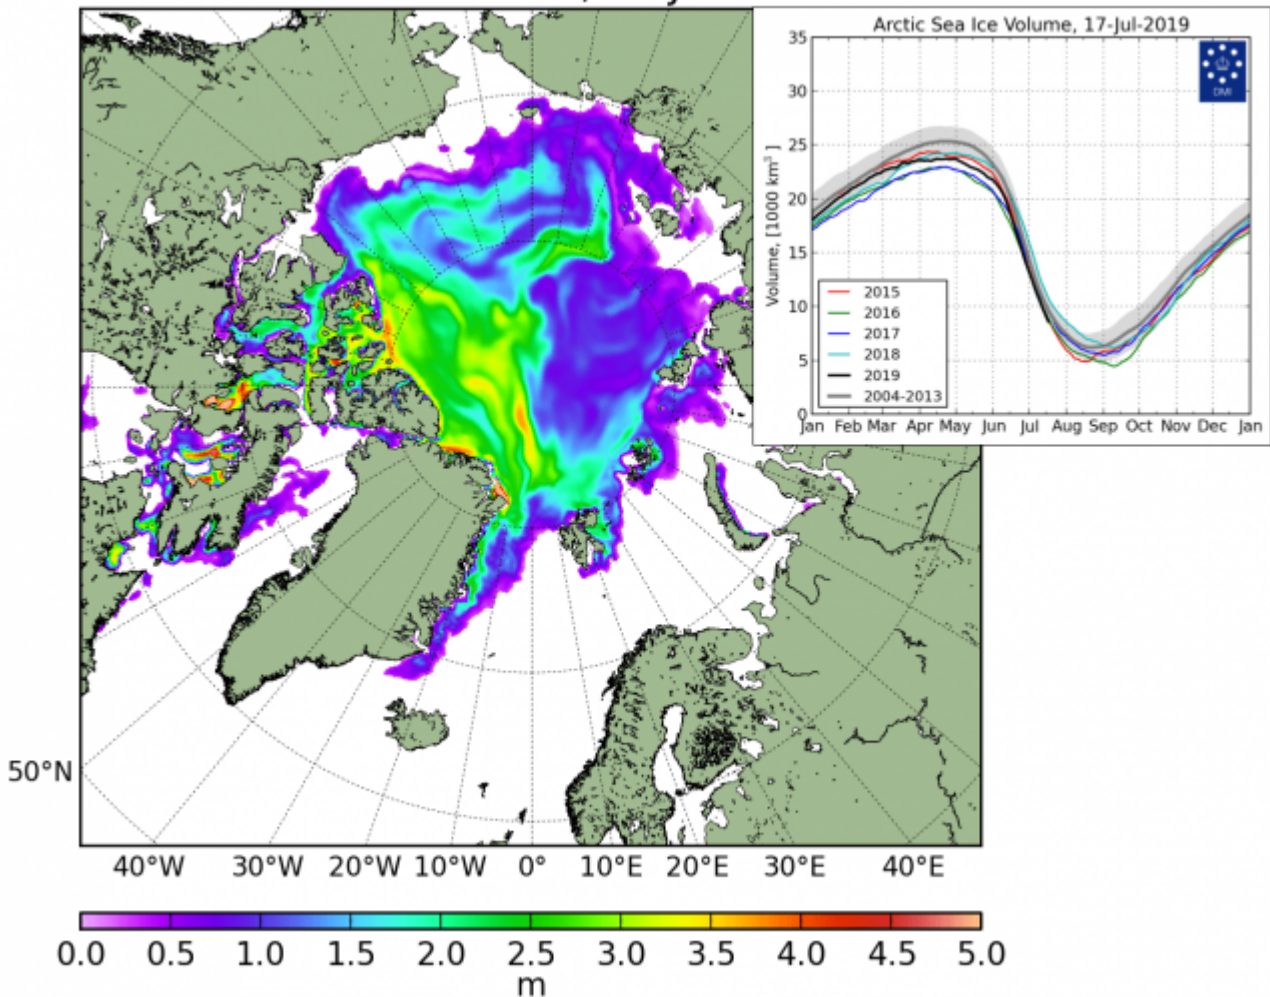 Arctic Sea Ice Volume, 17-Jul-2019
35
30
25
20
15
10
5
0
Volume, [1000 km³ ]
DMI
2015
2016
2017
2018
2019
2004-2013
Jan Feb Mar Apr May Jun Jul Aug Sep Oct Nov Dec Jan
50°N
40°W 30°W 20°W 10°W 0° 10°E 20°E 30°E 40°E
0.0 0.5 1.0 1.5 2.0 2.5 3.0 3.5 4.0 4.5 5.0
m